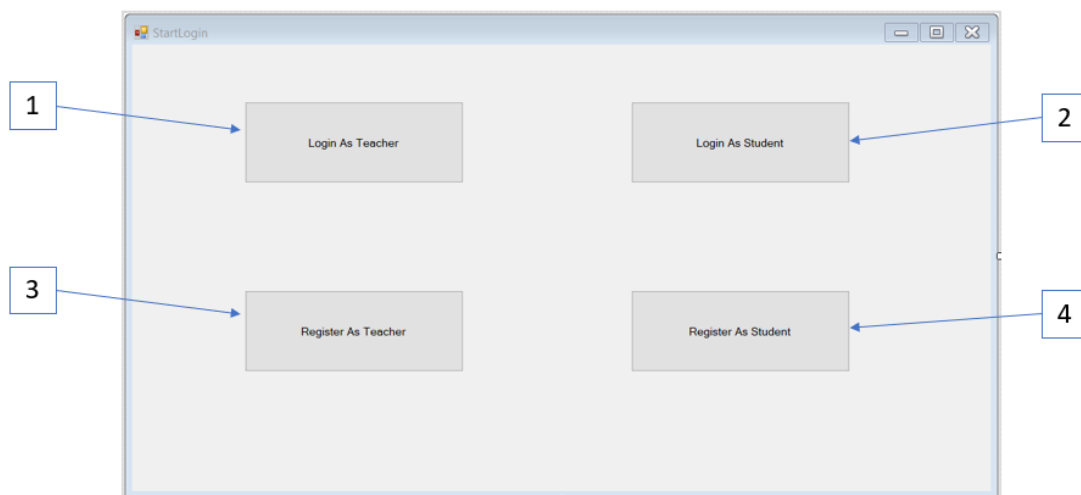 StartLogin
1
Login As Teacher
Login As Student
2
3
Register As Teacher
Register As Student
4